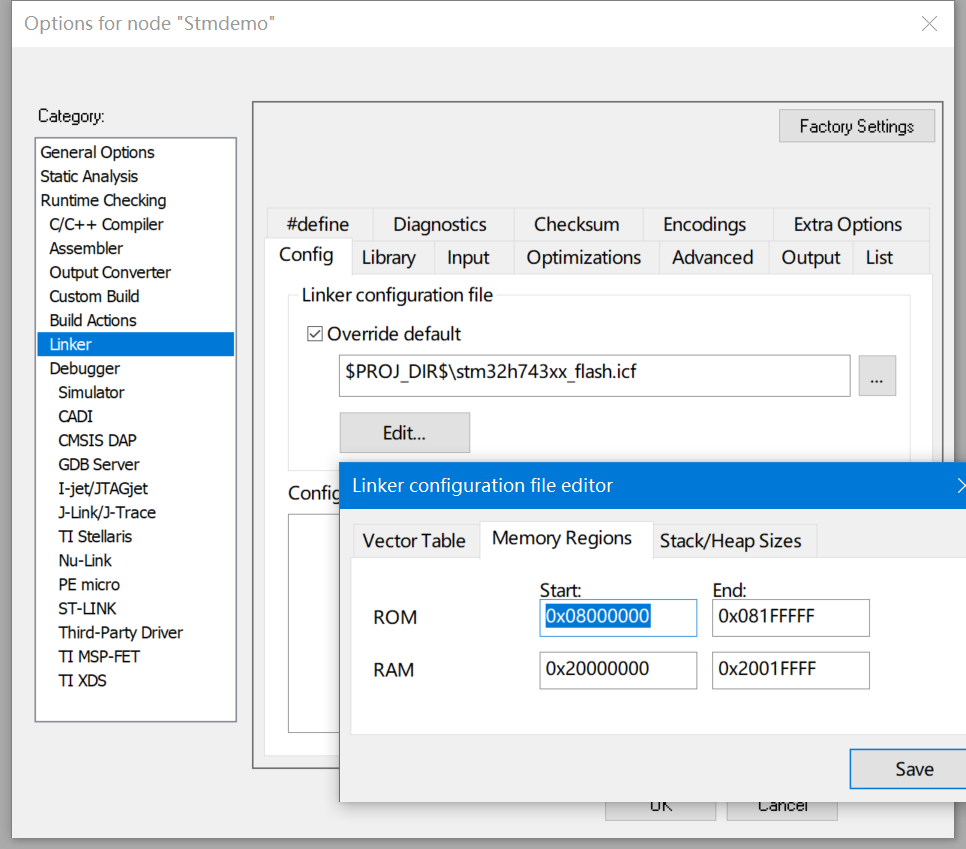 Options for node "Stmdemo"
Category:
Factory Settings
General Options
Static Analysis
Runtime Checking
C/C++ Compiler
Assembler
Output Converter
Custom Build
Build Actions
Linker
Debugger
Simulator
CADI
CMSIS DAP
GDB Server
I-jet/JTAGjet
J-Link/J-Trace
TI Stellaris
Nu-Link
PE micro
ST-LINK
Third-Party Driver
TI MSP-FET
TI XDS
#define Diagnostics Checksum Encodings Extra Options
Config Library Input Optimizations Advanced Output List
Linker configuration file
Override default
$PROJ_DIR$\stm32h743xx_flash.icf
...
Edit...
Config
Linker configuration file editor
Vector Table Memory Regions Stack/Heap Sizes
Start: End:
ROM 0x08000000 0x081FFFFF
RAM 0x20000000 0x2001FFFF
Save
OK Cancel